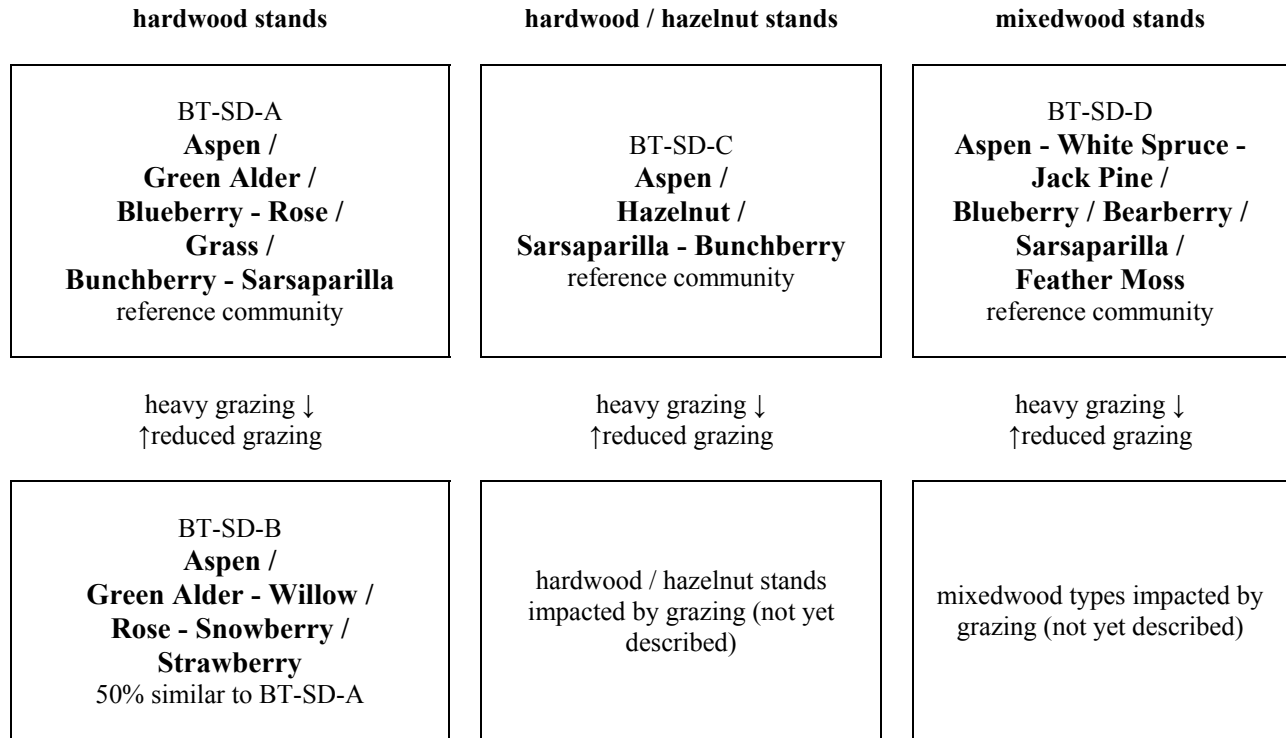 hardwood stands
hardwood / hazelnut stands
mixedwood stands
BT-SD-A
Aspen /
Green Alder /
Blueberry - Rose /
Grass /
Bunchberry - Sarsaparilla
reference community
BT-SD-C
Aspen /
Hazelnut /
Sarsaparilla - Bunchberry
reference community
BT-SD-D
Aspen - White Spruce -
Jack Pine /
Blueberry / Bearberry /
Sarsaparilla /
Feather Moss
reference community
heavy grazing ↓
↑reduced grazing
heavy grazing ↓
↑reduced grazing
heavy grazing ↓
↑reduced grazing
BT-SD-B
Aspen /
Green Alder - Willow /
Rose - Snowberry /
Strawberry
50% similar to BT-SD-A
hardwood / hazelnut stands
impacted by grazing (not yet
described)
mixedwood types impacted by
grazing (not yet described)